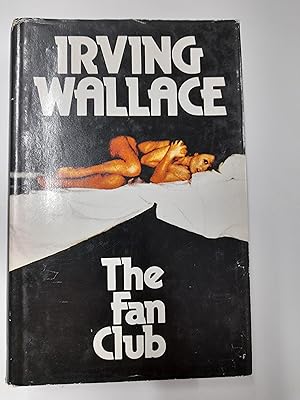 IRVING
WALLACE
The
Fan
Club